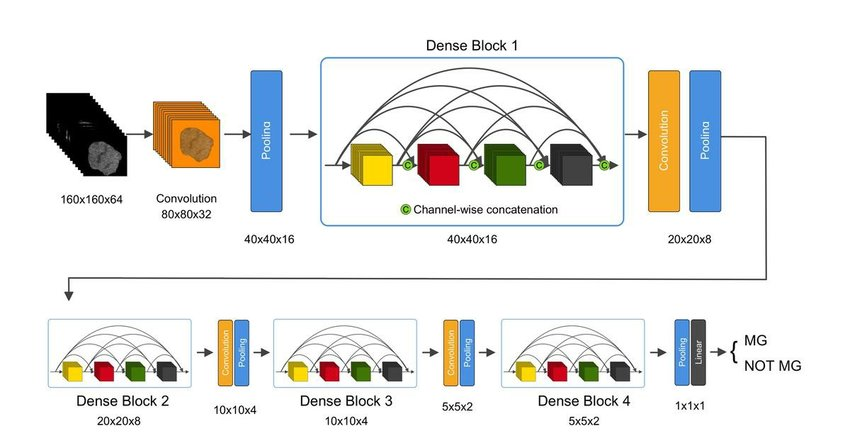 Dense Block 1
160x160x64
Convolution
80x80x32
Pooling
40x40x16
C
C
C
C
C Channel-wise concatenation
40x40x16
Convolution
Pooling
20x20x8
Dense Block 2
20x20x8
Convolution
Pooling
10x10x4
Dense Block 3
10x10x4
Convolution
Pooling
5x5x2
Dense Block 4
5x5x2
Pooling
Linear
1x1x1
MG
NOT MG